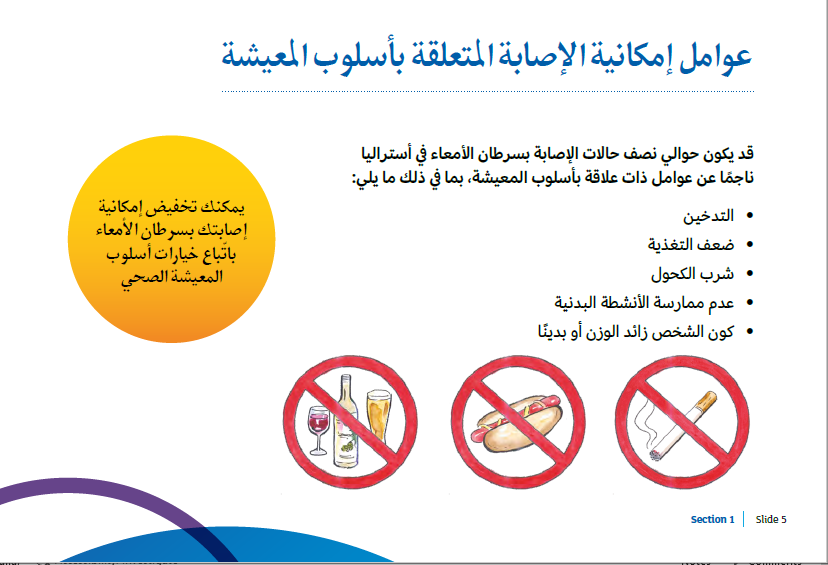 عوامل إمكانية الإصابة المتعلقة بأسلوب المعيشة
قد يكون حوالي نصف حالات الإصابة بسرطان الأمعاء في أستراليا
ناجمًا عن عوامل ذات علاقة بأسلوب المعيشة، بما في ذلك ما يلي:
• التدخين
• ضعف التغذية
• شرب الكحول
• عدم ممارسة الأنشطة البدنية
• كون الشخص زائد الوزن أو بدينًا
يمكنك تخفيض إمكانية
إصابتك بسرطان الأمعاء
باتّباع خيارات أسلوب
المعيشة الصحي
Section 1 | Slide 5